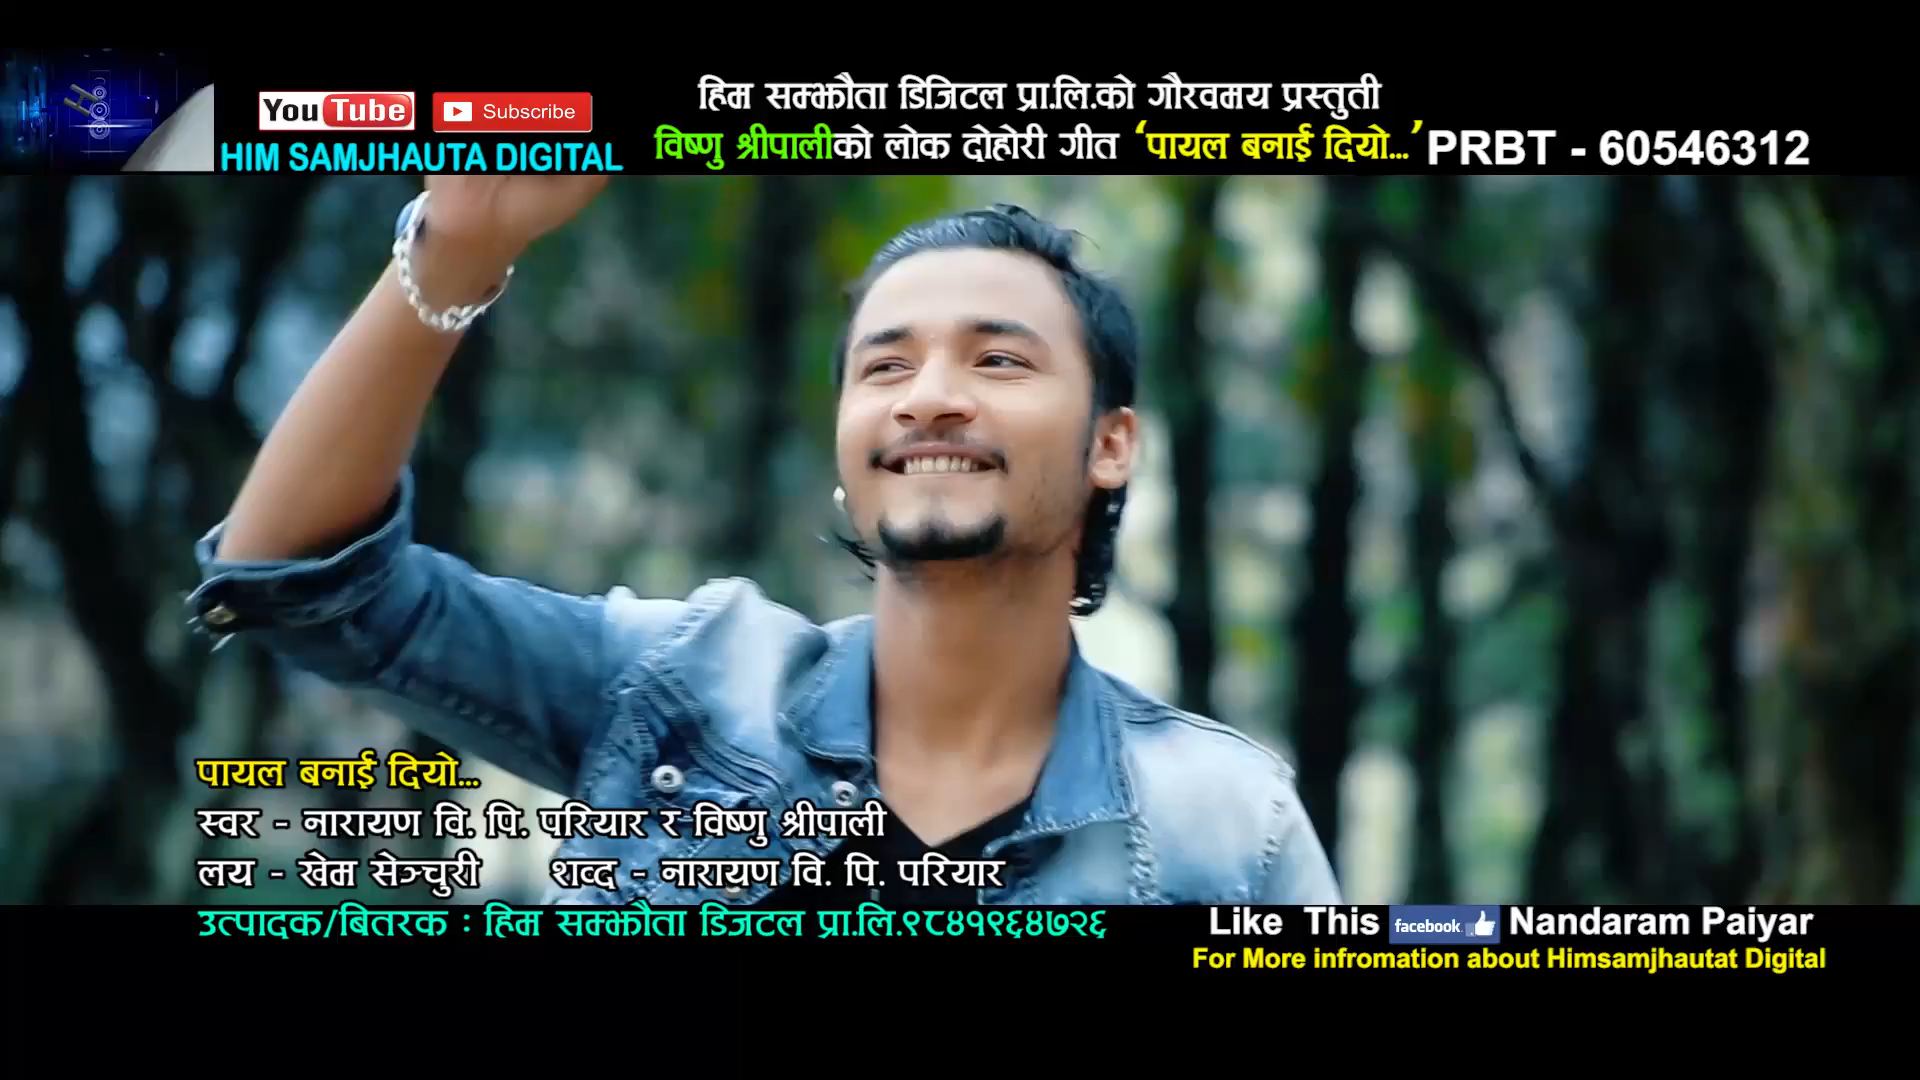 You Tube Subscribe
HIM SAMJHAUTA DIGITAL
हिम सम्झौता डिजिटल प्रा.लि.को गौरवमय प्रस्तुती
विष्णु श्रीपालीको लोक दोहोरी गीत ‘पायल बनाई दियो...’ PRBT - 60546312
पायल बनाई दियो...
स्वर - नारायण वि. पि. परियार र विष्णु श्रीपाली
लय - खेम सेञ्चुरी शव्द - नारायण वि. पि. परियार
उत्पादक/बितरक : हिम सम्झौता डिजटल प्रा.लि.९८४१९६४७२६
Like This facebook Nandaram Paiyar
For More infromation about Himsamjhautat Digital